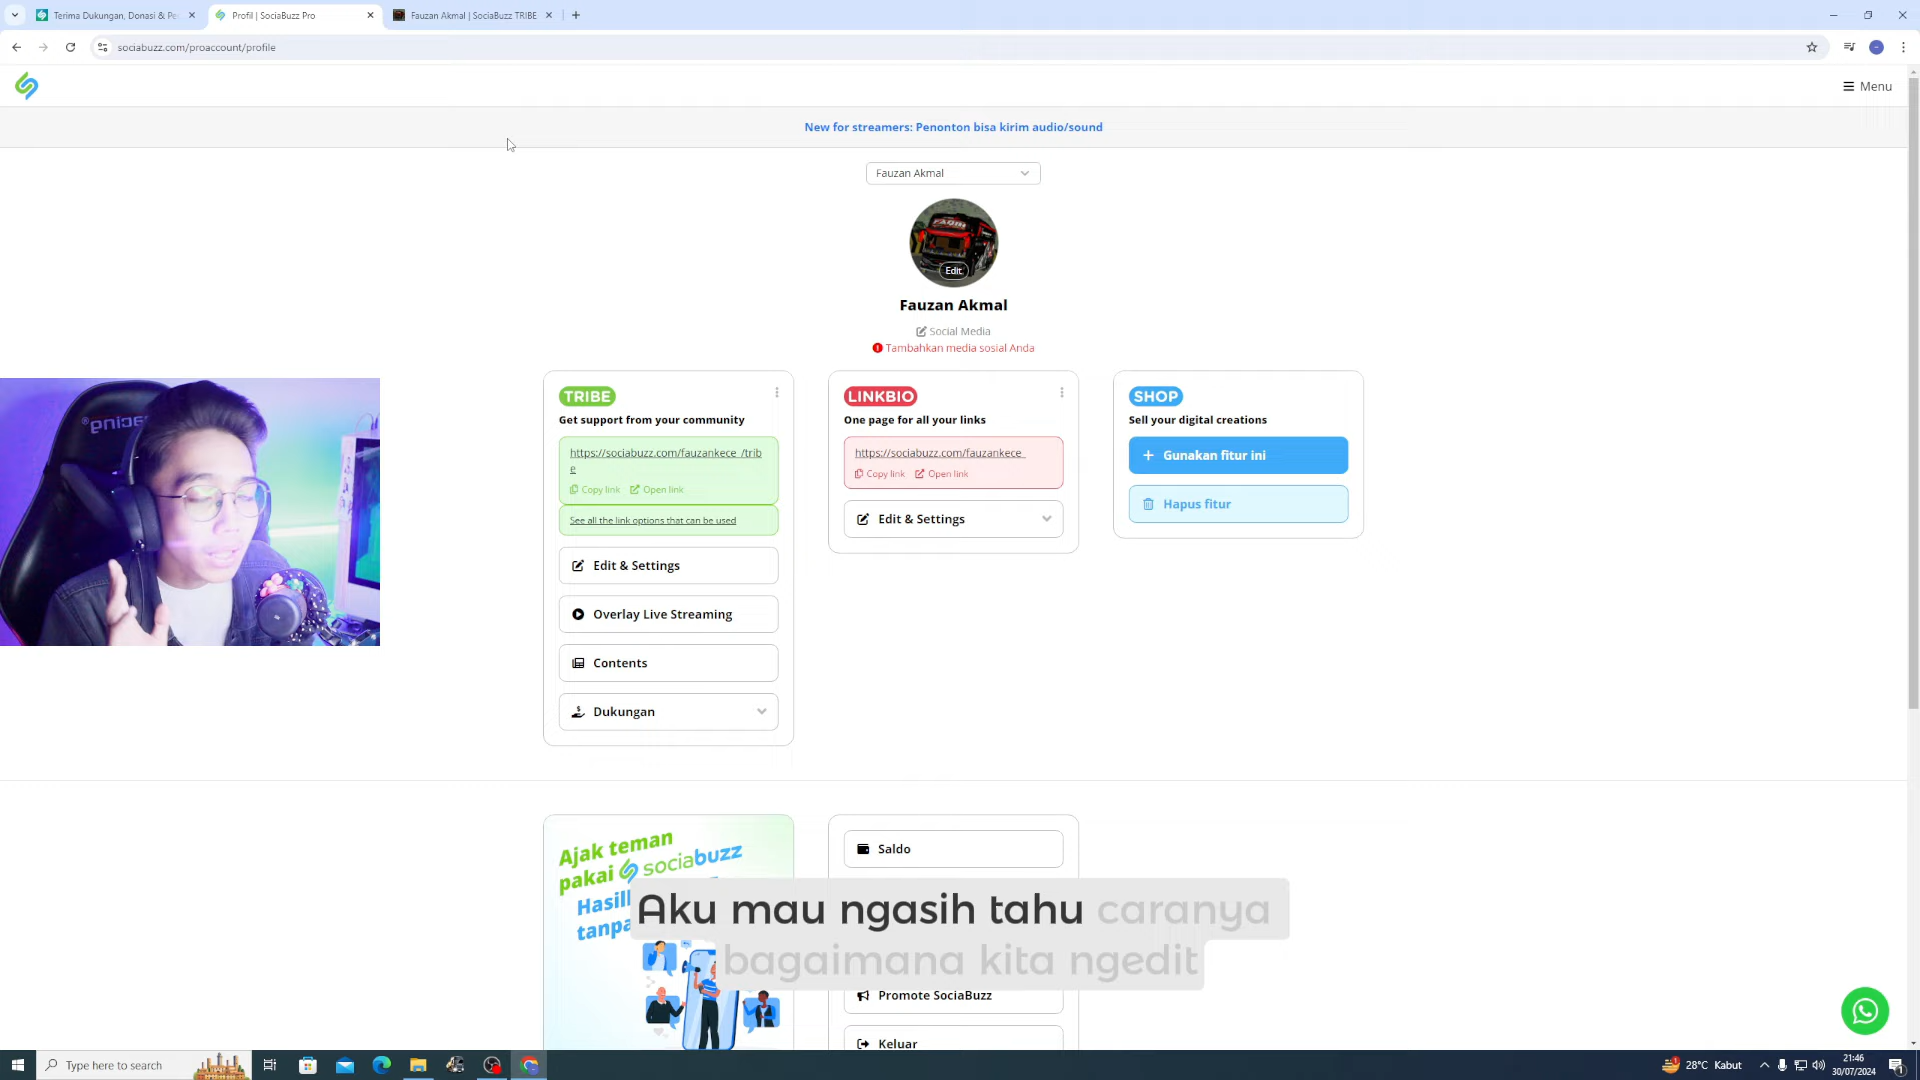 Terima Dukungan, Donasi & Pe
Profil | SociaBuzz Pro
Fauzan Akmal | SociaBuzz TRIBE
sociabuzz.com/proaccount/profile
Menu
New for streamers: Penonton bisa kirim audio/sound
Fauzan Akmal
FAQIH
Edit
Fauzan Akmal
Social Media
Tambahkan media sosial Anda
TRIBE
Get support from your community
https://sociabuzz.com/fauzankece_/trib
e
Copy link
Open link
See all the link options that can be used
Edit & Settings
Overlay Live Streaming
Contents
Dukungan
LINKBIO
One page for all your links
https://sociabuzz.com/fauzankece_
Copy link
Open link
Edit & Settings
SHOP
Sell your digital creations
Gunakan fitur ini
Hapus fitur
Ajak teman
pakai sociabuzz
Hasil
tanpa
Saldo
Promote SociaBuzz
Keluar
Aku mau ngasih tahu caranya
bagaimana kita ngedit
Type here to search
28°C Kabut
21:46
30/07/2024